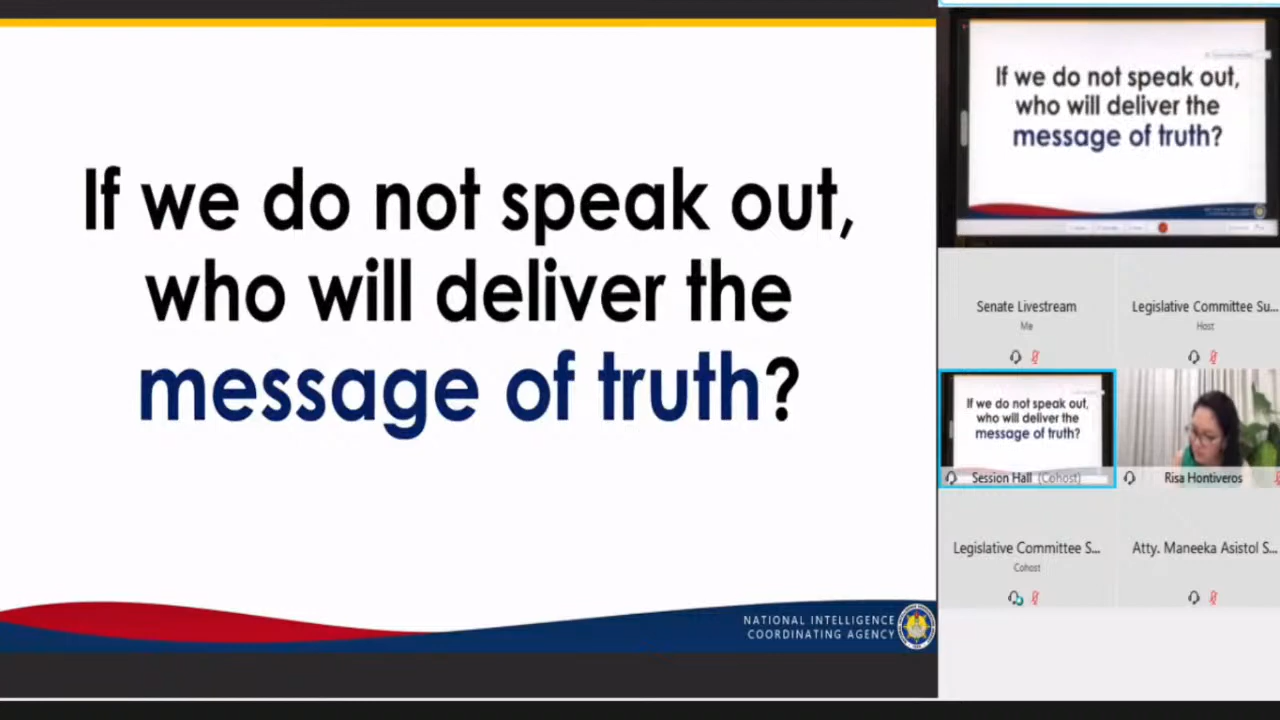 If we do not speak out,
who will deliver the
message of truth?
NATIONAL INTELLIGENCE
COORDINATING AGENCY
If we do not speak out,
who will deliver the
message of truth?
Senate Livestream
Me
Legislative Committee Su...
Host
If we do not speak out,
who will deliver the
message of truth?
Session Hall (Cohost)
Risa Hontiveros
Legislative Committee S...
Cohost
Atty. Maneeka Asistol S...